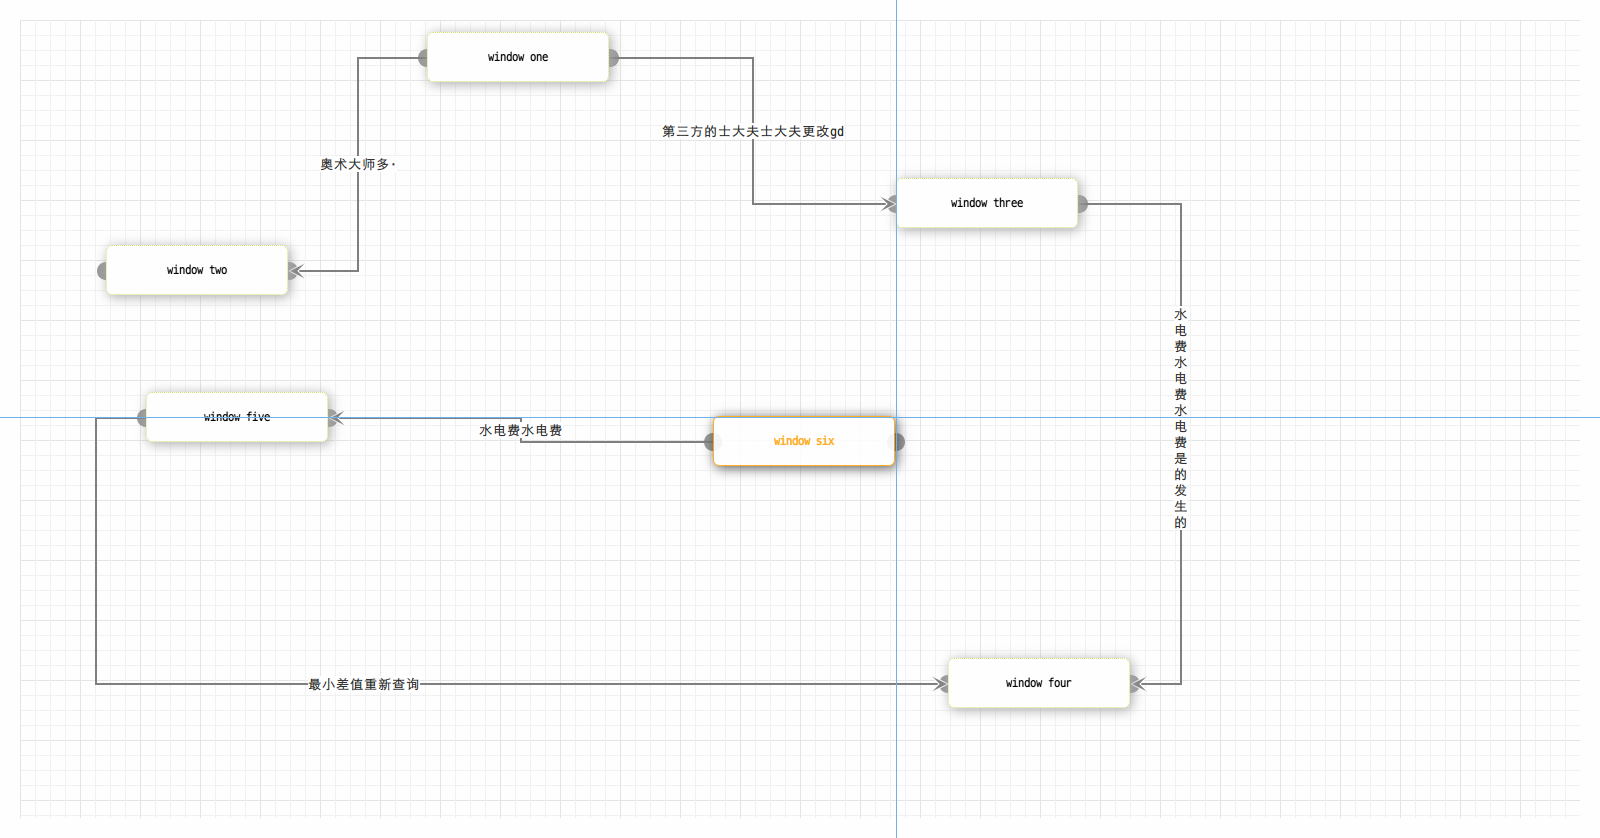 window one
第三方的士大夫士大夫更改gd
奥术大师多·
window three
window two
水电费水电费水电费是的发生的
window five
水电费水电费
window six
最小差值重新查询
window four